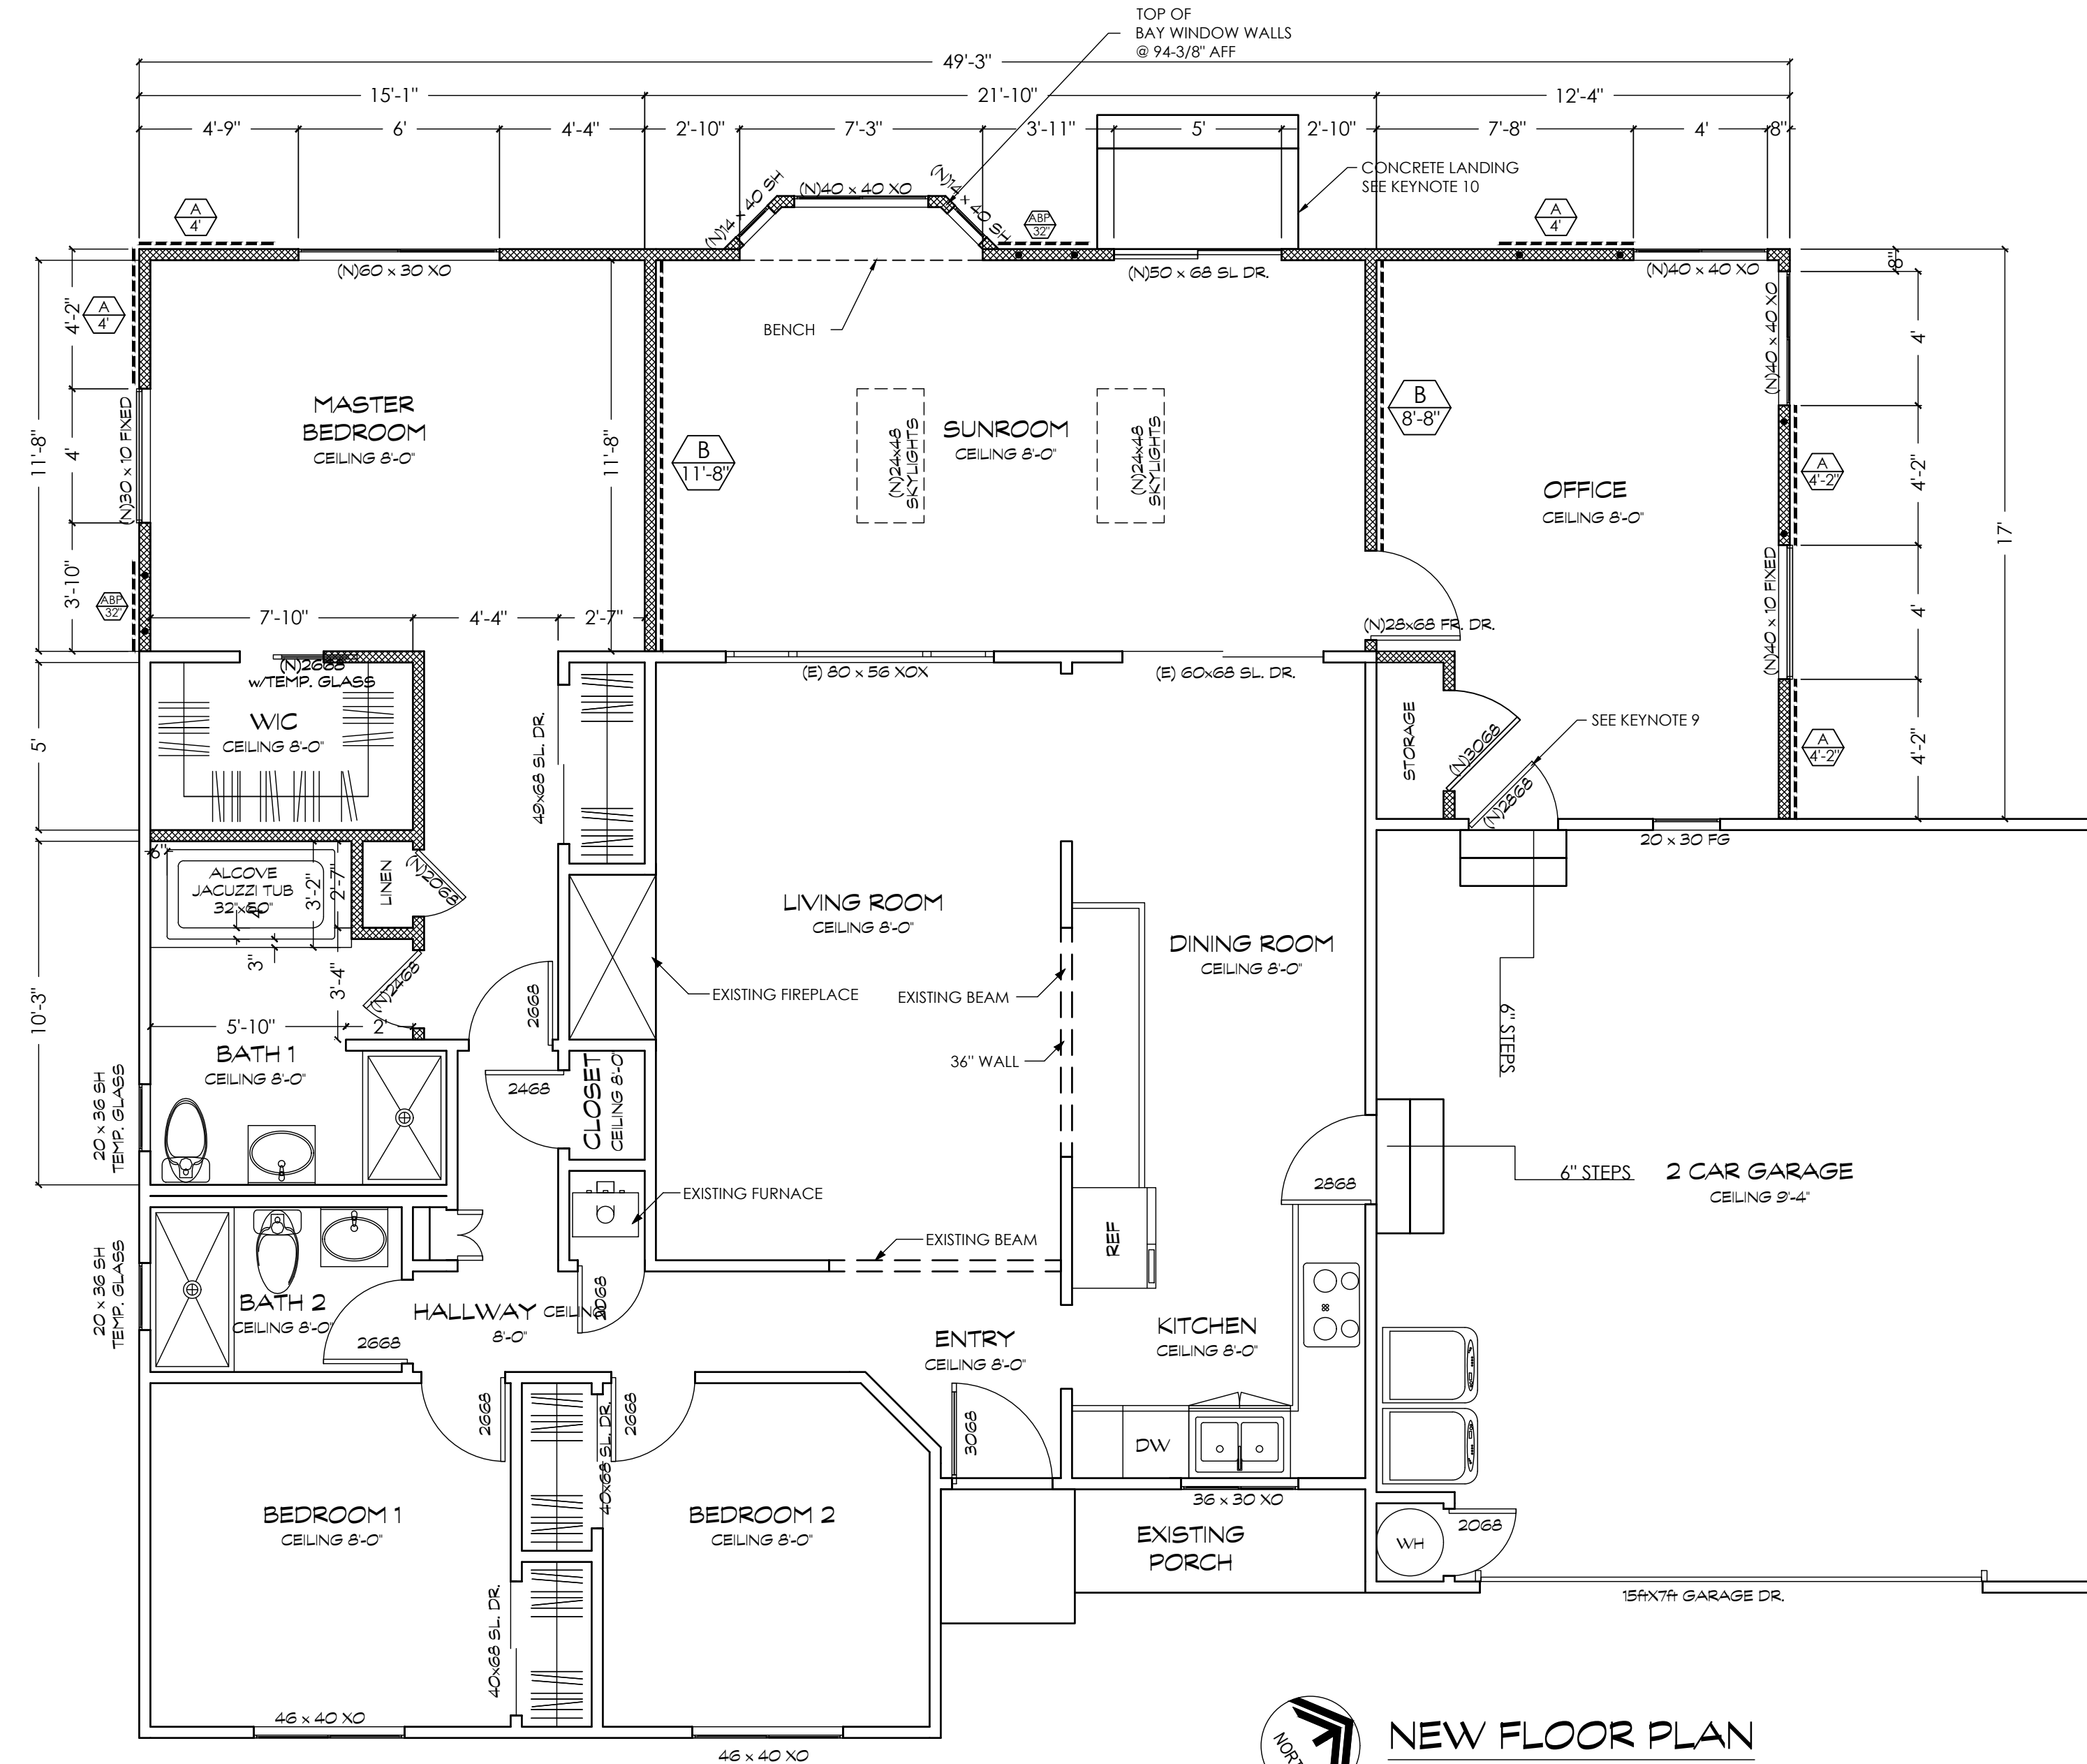 TOP OF
BAY WINDOW WALLS
@ 94-3/8" AFF
49'-3"
15'-1"
21'-10"
12'-4"
4'-9"
6'
4'-4"
2'-10"
7'-3"
3'-11"
5'
2'-10"
7'-8"
4'
8"
CONCRETE LANDING
SEE KEYNOTE 10
A
4'
(N)14 x 40 SH
(N)40 x 40 XO
(N)14 x 40 SH
ABP
32"
A
4'
(N)60 x 30 XO
(N)50 x 68 SL DR.
(N)40 x 40 XO
8"
A
4'
4'-2"
BENCH
(N)40 x 40 XO
4'
MASTER
BEDROOM
CEILING 8'-0"
11'-8"
4'
(N)30 x 10 FIXED
11'-8"
B
11'-8"
(N)24x48
SKYLIGHTS
SUNROOM
CEILING 8'-0"
(N)24x48
SKYLIGHTS
B
8'-8"
OFFICE
CEILING 8'-0"
A
4'-2"
4'-2"
17'
3'-10"
ABP
32"
7'-10"
4'-4"
2'-7"
(N)28x68 FR. DR.
(N)40 x 10 FIXED
4'
(N)2668
w/TEMP. GLASS
(E) 80 x 56 XOX
(E) 60x68 SL. DR.
WIC
CEILING 8'-0"
5'
49x68 SL. DR.
STORAGE
(N)3068
SEE KEYNOTE 9
(N)2868
A
4'-2"
4'-2"
20 x 30 FG
6"
ALCOVE
JACUZZI TUB
32"x60"
4"
3'-2"
2'-7"
LINEN
(N)2068
LIVING ROOM
CEILING 8'-0"
DINING ROOM
CEILING 8'-0"
3"
3'-4"
(N)2468
10'-3"
EXISTING FIREPLACE
EXISTING BEAM
2668
5'-10"
2'
BATH 1
CEILING 8'-0"
36" WALL
6" STEPS
2468
CLOSET
CEILING 8'-0"
20 x 36 SH
TEMP. GLASS
6" STEPS
2 CAR GARAGE
CEILING 9'-4"
2868
EXISTING FURNACE
REF
EXISTING BEAM
20 x 36 SH
TEMP. GLASS
BATH 2
CEILING 8'-0"
2668
HALLWAY CEILING
8'-0"
2068
ENTRY
CEILING 8'-0"
KITCHEN
CEILING 8'-0"
2668
40x68 SL. DR.
2668
3068
DW
BEDROOM 1
CEILING 8'-0"
BEDROOM 2
CEILING 8'-0"
36 x 30 XO
EXISTING
PORCH
WH
2068
15ftX7ft GARAGE DR.
40x68 SL. DR.
46 x 40 XO
46 x 40 XO
NEW FLOOR PLAN